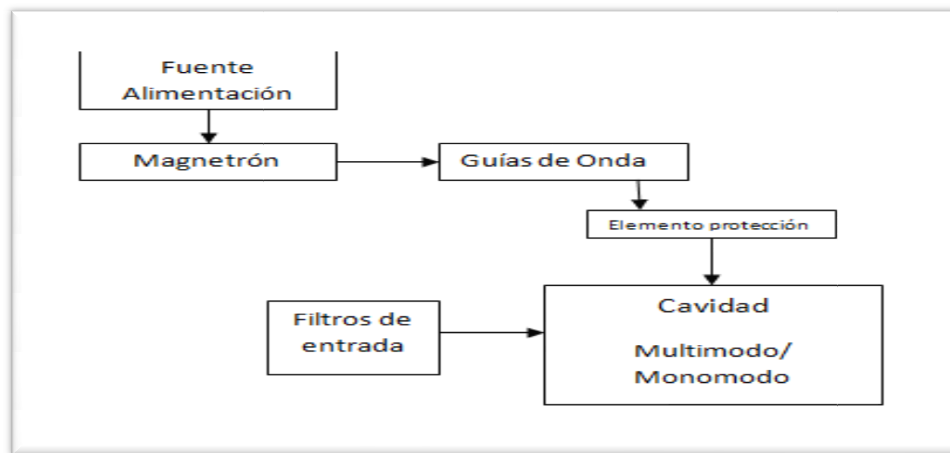 Fuente
Alimentación
Magnetrón
Guías de Onda
Elemento protección
Filtros de
entrada
Cavidad
Multimodo/
Monomodo